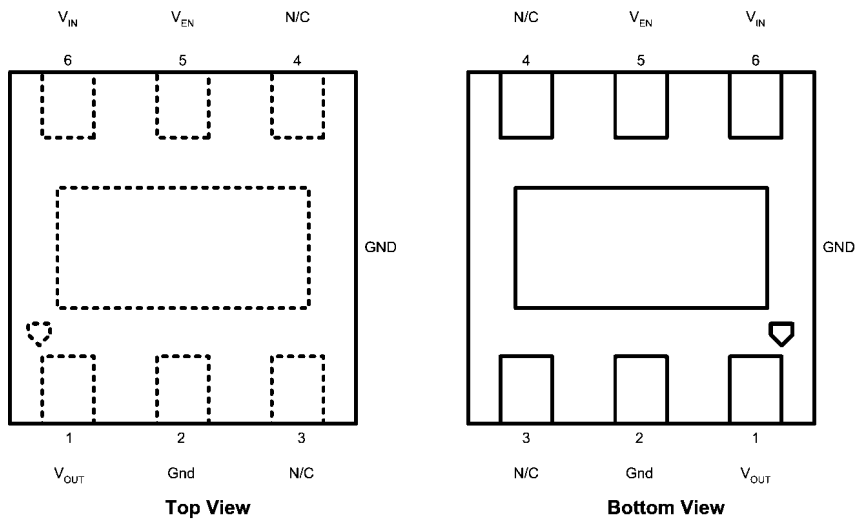 V_IN V_EN N/C N/C V_EN V_IN
6 5 4 4 5 6
GND GND
1 2 3 3 2 1
V_OUT Gnd N/C N/C Gnd V_OUT
Top View Bottom View